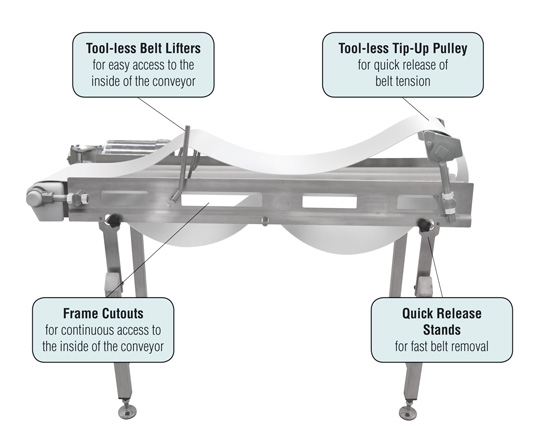 Tool-less Belt Lifters
for easy access to the
inside of the conveyor
Tool-less Tip-Up Pulley
for quick release of
belt tension
Frame Cutouts
for continuous access to
the inside of the conveyor
Quick Release
Stands
for fast belt removal